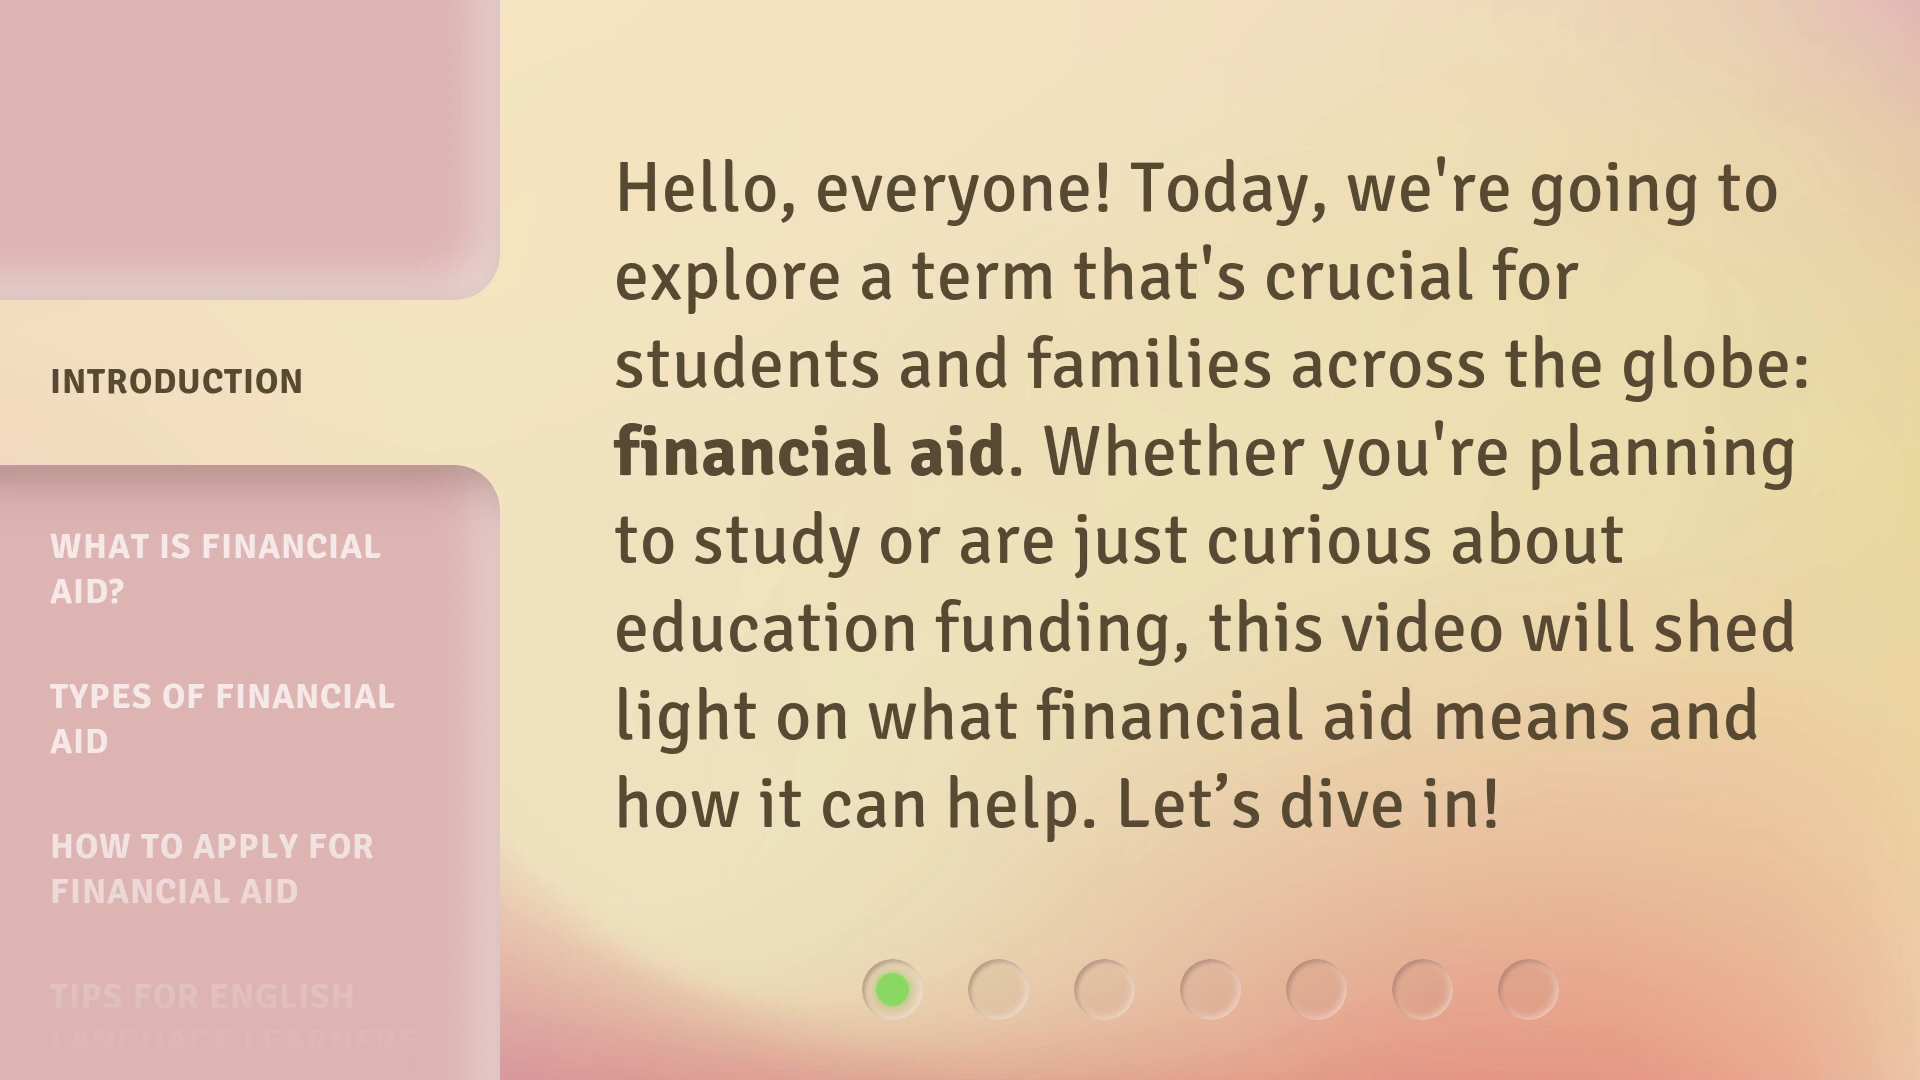 INTRODUCTION
WHAT IS FINANCIAL
AID?
TYPES OF FINANCIAL
AID
HOW TO APPLY FOR
FINANCIAL AID
TIPS FOR ENGLISH
LANGUAGE LEARNERS
Hello, everyone! Today, we're going to
explore a term that's crucial for
students and families across the globe:
financial aid. Whether you're planning
to study or are just curious about
education funding, this video will shed
light on what financial aid means and
how it can help. Let’s dive in!